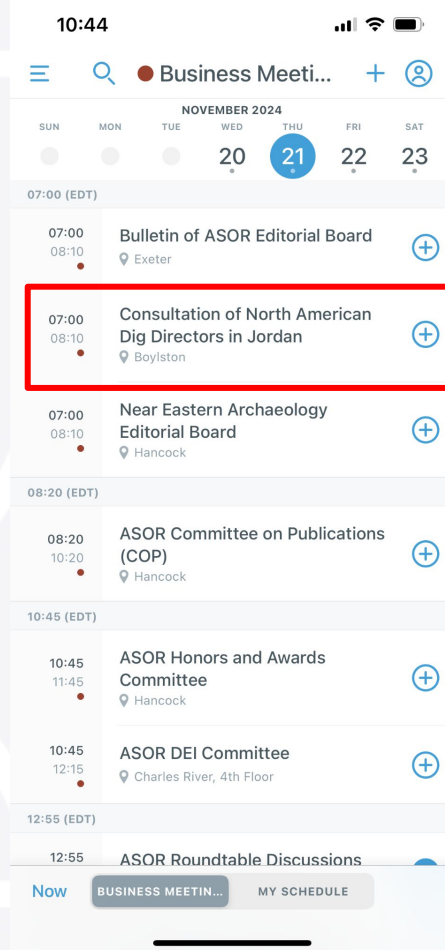 10:44
Business Meeti...
NOVEMBER 2024
SUN MON TUE WED THU FRI SAT
20 21 22 23
07:00 (EDT)
07:00 Bulletin of ASOR Editorial Board
08:10 Exeter
07:00 Consultation of North American
08:10 Dig Directors in Jordan
Boylston
07:00 Near Eastern Archaeology
08:10 Editorial Board
Hancock
08:20 (EDT)
08:20 ASOR Committee on Publications
10:20 (COP)
Hancock
10:45 (EDT)
10:45 ASOR Honors and Awards
11:45 Committee
Hancock
10:45 ASOR DEI Committee
12:15 Charles River, 4th Floor
12:55 (EDT)
12:55 ASOR Roundtable Discussions
Now BUSINESS MEETIN... MY SCHEDULE